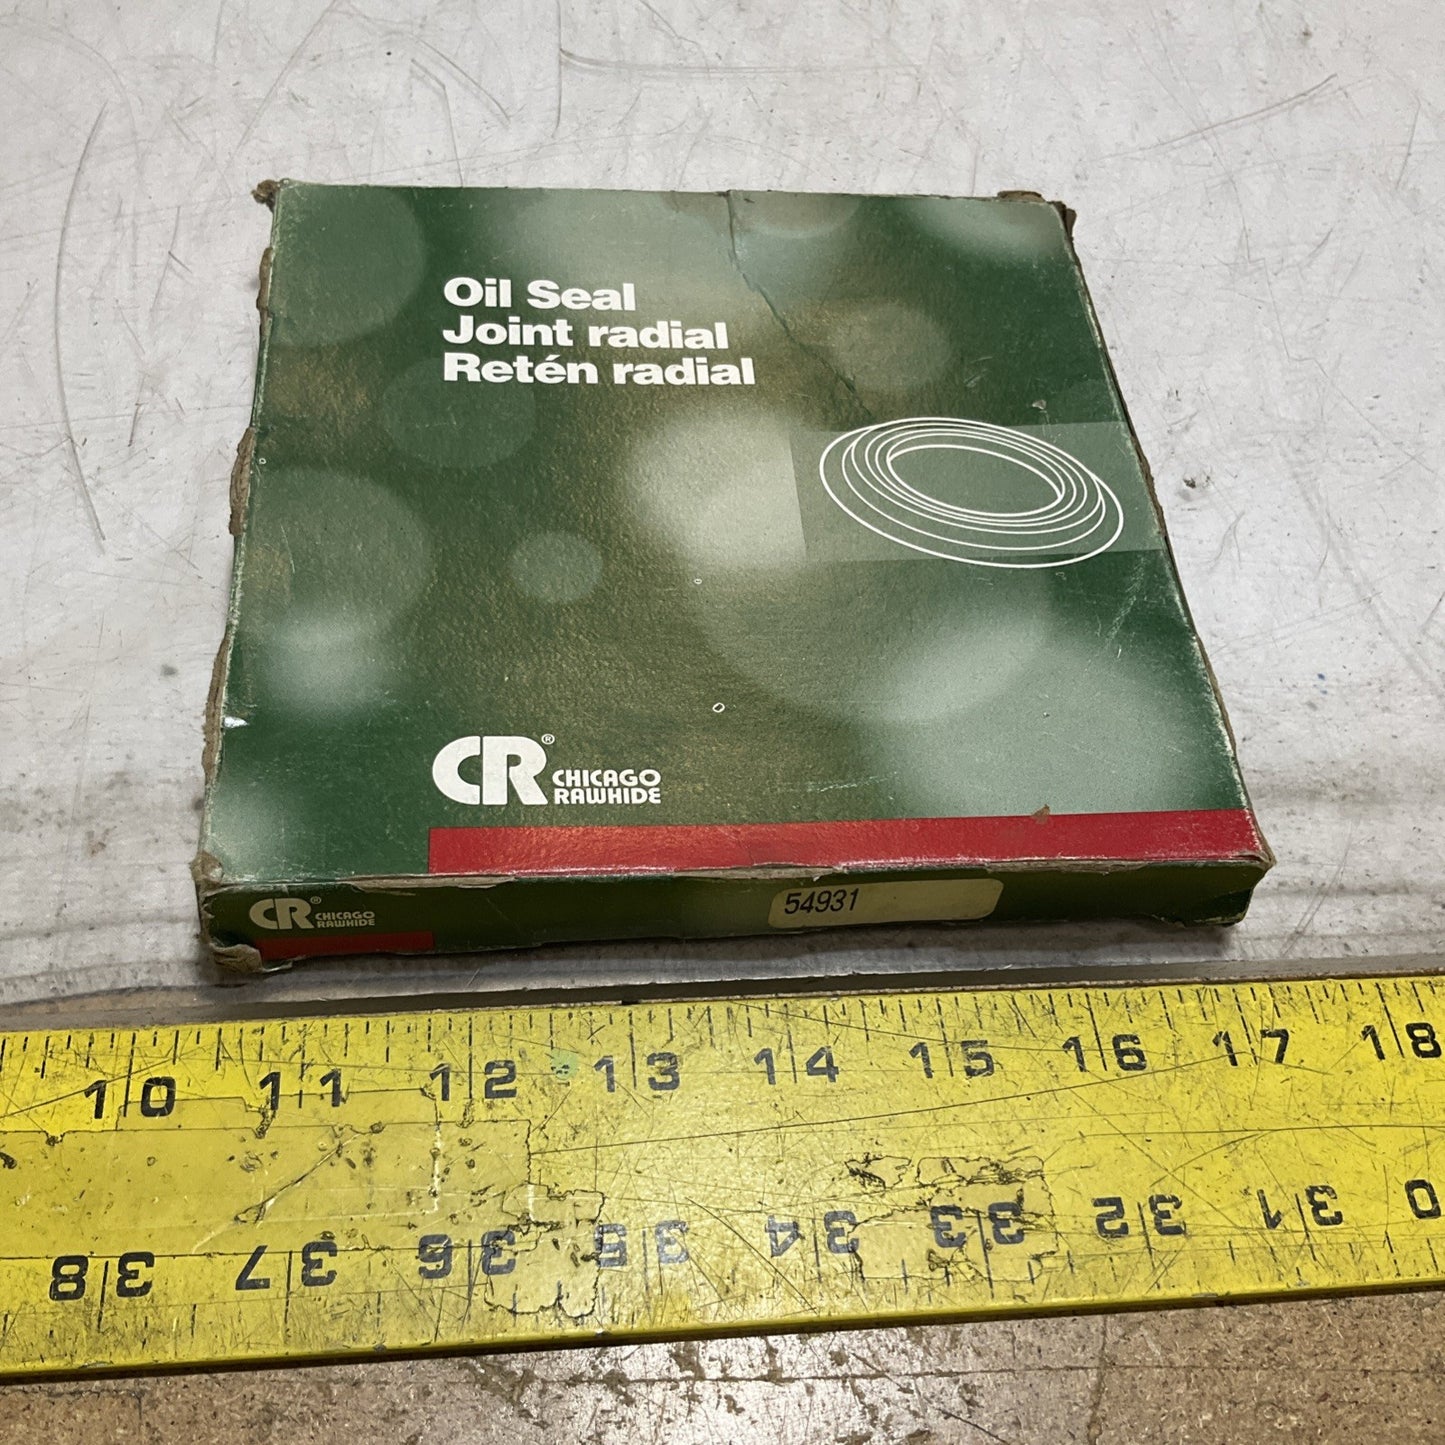 Oil Seal
Joint radial
Retén radial
CR® CHICAGO
RAWHIDE
CR® CHICAGO
RAWHIDE
54931
10 11 12 13 14 15 16 17 18
38 37 36 35 34 33 32 31 0